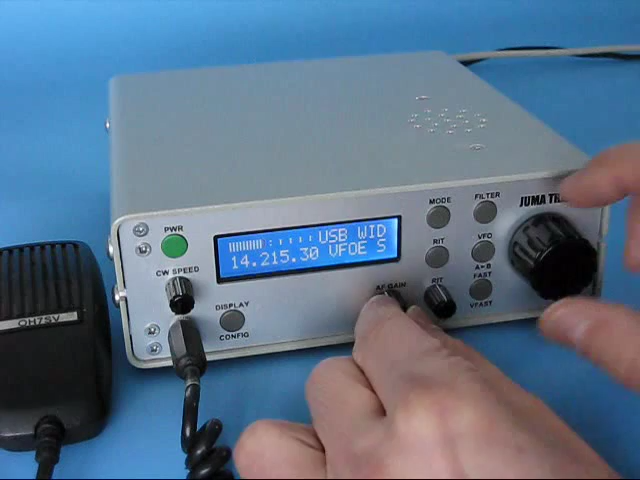 JUMA TR
MODE
FILTER
PWR
USB WID
14.215.30 VFOE S
RIT
VFO
A►B
CW SPEED
FAST
AF GAIN
RIT
VFAST
DISPLAY
CONFIG
OH7SV